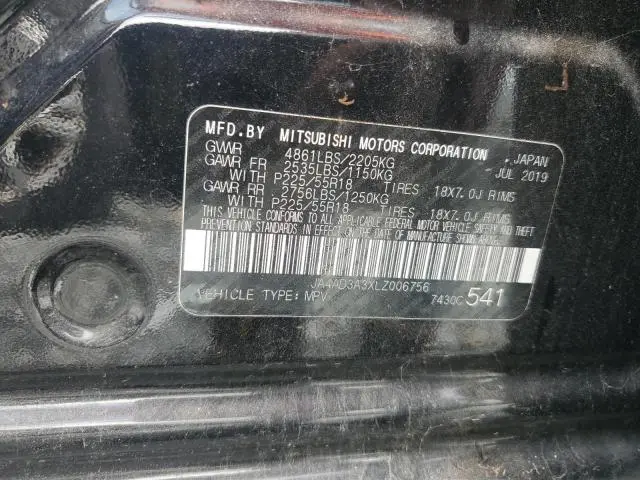 MFD.BY MITSUBISHI MOTORS CORPORATION , JAPAN
GVWR 4861LBS/2205KG JUL 2019
GAWR FR 2535LBS/1150KG
WITH P225/55R18 TIRES 18X7.0J RIMS
GAWR RR 2756LBS/1250KG
WITH P225/55R18 TIRES 18X7.0J RIMS
THIS VEHICLE CONFORMS TO ALL APPLICABLE FEDERAL MOTOR VEHICLE SAFETY AND THEFT
PREVENTION STANDARDS IN EFFECT ON THE DATE OF MANUFACTURE SHOWN ABOVE.
JA4AD3A3XLZ006756
VEHICLE TYPE: MPV 7430C 541